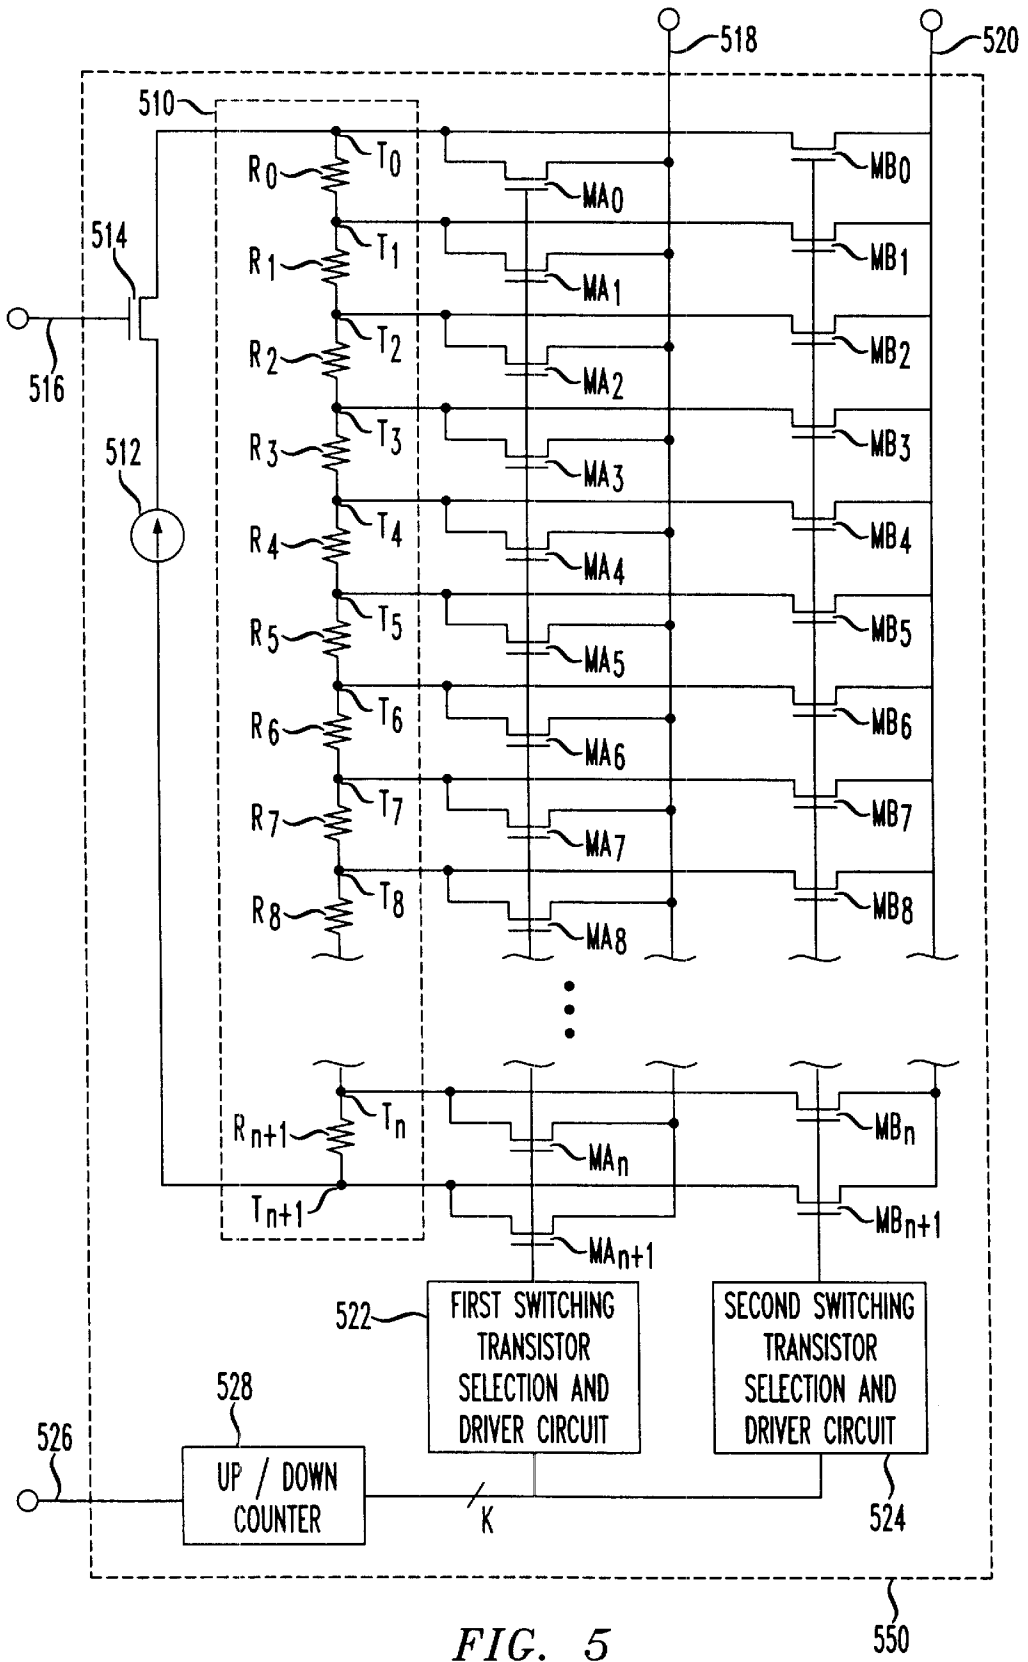 518
520
510
R0
T0
MA0
MB0
514
R1
T1
MA1
MB1
516
R2
T2
MA2
MB2
R3
T3
MA3
MB3
512
R4
T4
MA4
MB4
R5
T5
MA5
MB5
R6
T6
MA6
MB6
R7
T7
MA7
MB7
R8
T8
MA8
MB8
Rn+1
Tn
MAn
MBn
Tn+1
MAn+1
MBn+1
522
FIRST SWITCHING
TRANSISTOR
SELECTION AND
DRIVER CIRCUIT
SECOND SWITCHING
TRANSISTOR
SELECTION AND
DRIVER CIRCUIT
528
526
UP / DOWN
COUNTER
K
524
550
FIG. 5